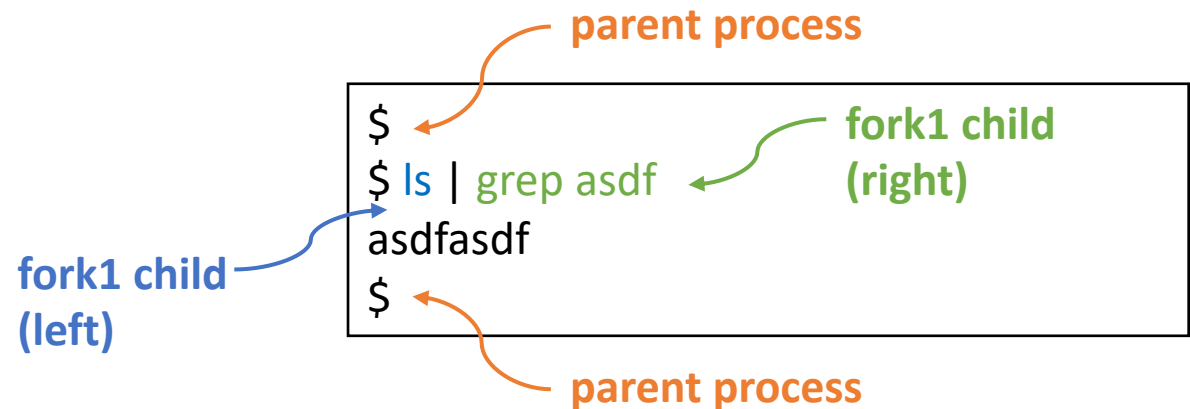 parent process
$
$ ls | grep asdf
asdfasdf
$
fork1 child
(right)
fork1 child
(left)
parent process